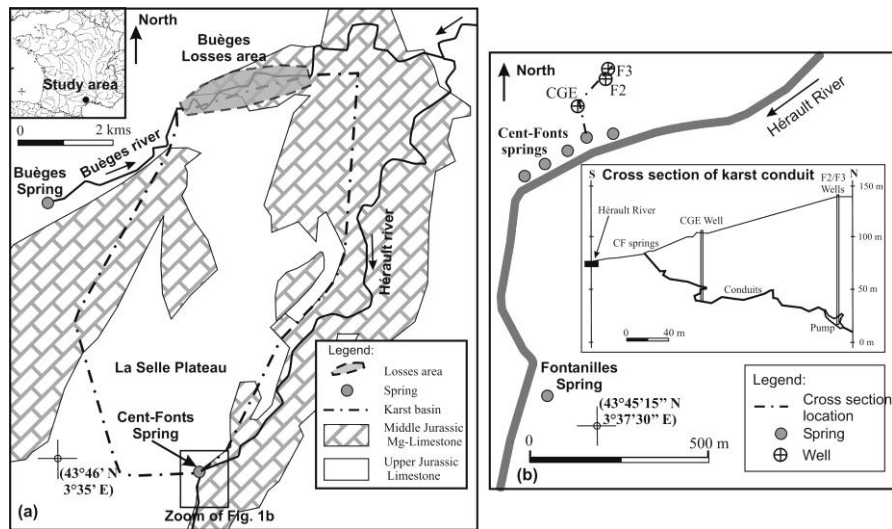 North
Study area
0 2 kms
Buèges
Losses area
Buèges river
Buèges
Spring
Hérault river
La Selle Plateau
Cent-Fonts
Spring
(43°46' N
3°35' E)
(a)
Zoom of Fig. 1b
Legend:
Losses area
Spring
Karst basin
Middle Jurassic
Mg-Limestone
Upper Jurassic
Limestone
(b)
North
F3
F2
CGE
Cent-Fonts
springs
Hérault River
Cross section of karst conduit
S
N
F2/F3
Wells
150 m
Hérault River
CGE Well
CF springs
100 m
Conduits
50 m
Pump
0 40 m
0 m
Fontanilles
Spring
(43°45'15” N
3°37'30” E)
0 500 m
Legend:
Cross section
location
Spring
Well